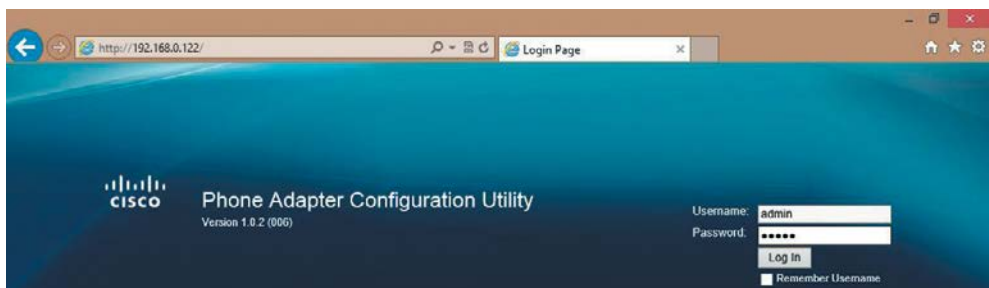 http://192.168.0.122/
Login Page
cisco
Phone Adapter Configuration Utility
Version 1.0.2 (006)
Username: admin
Password: •••••
Log In
Remember Username